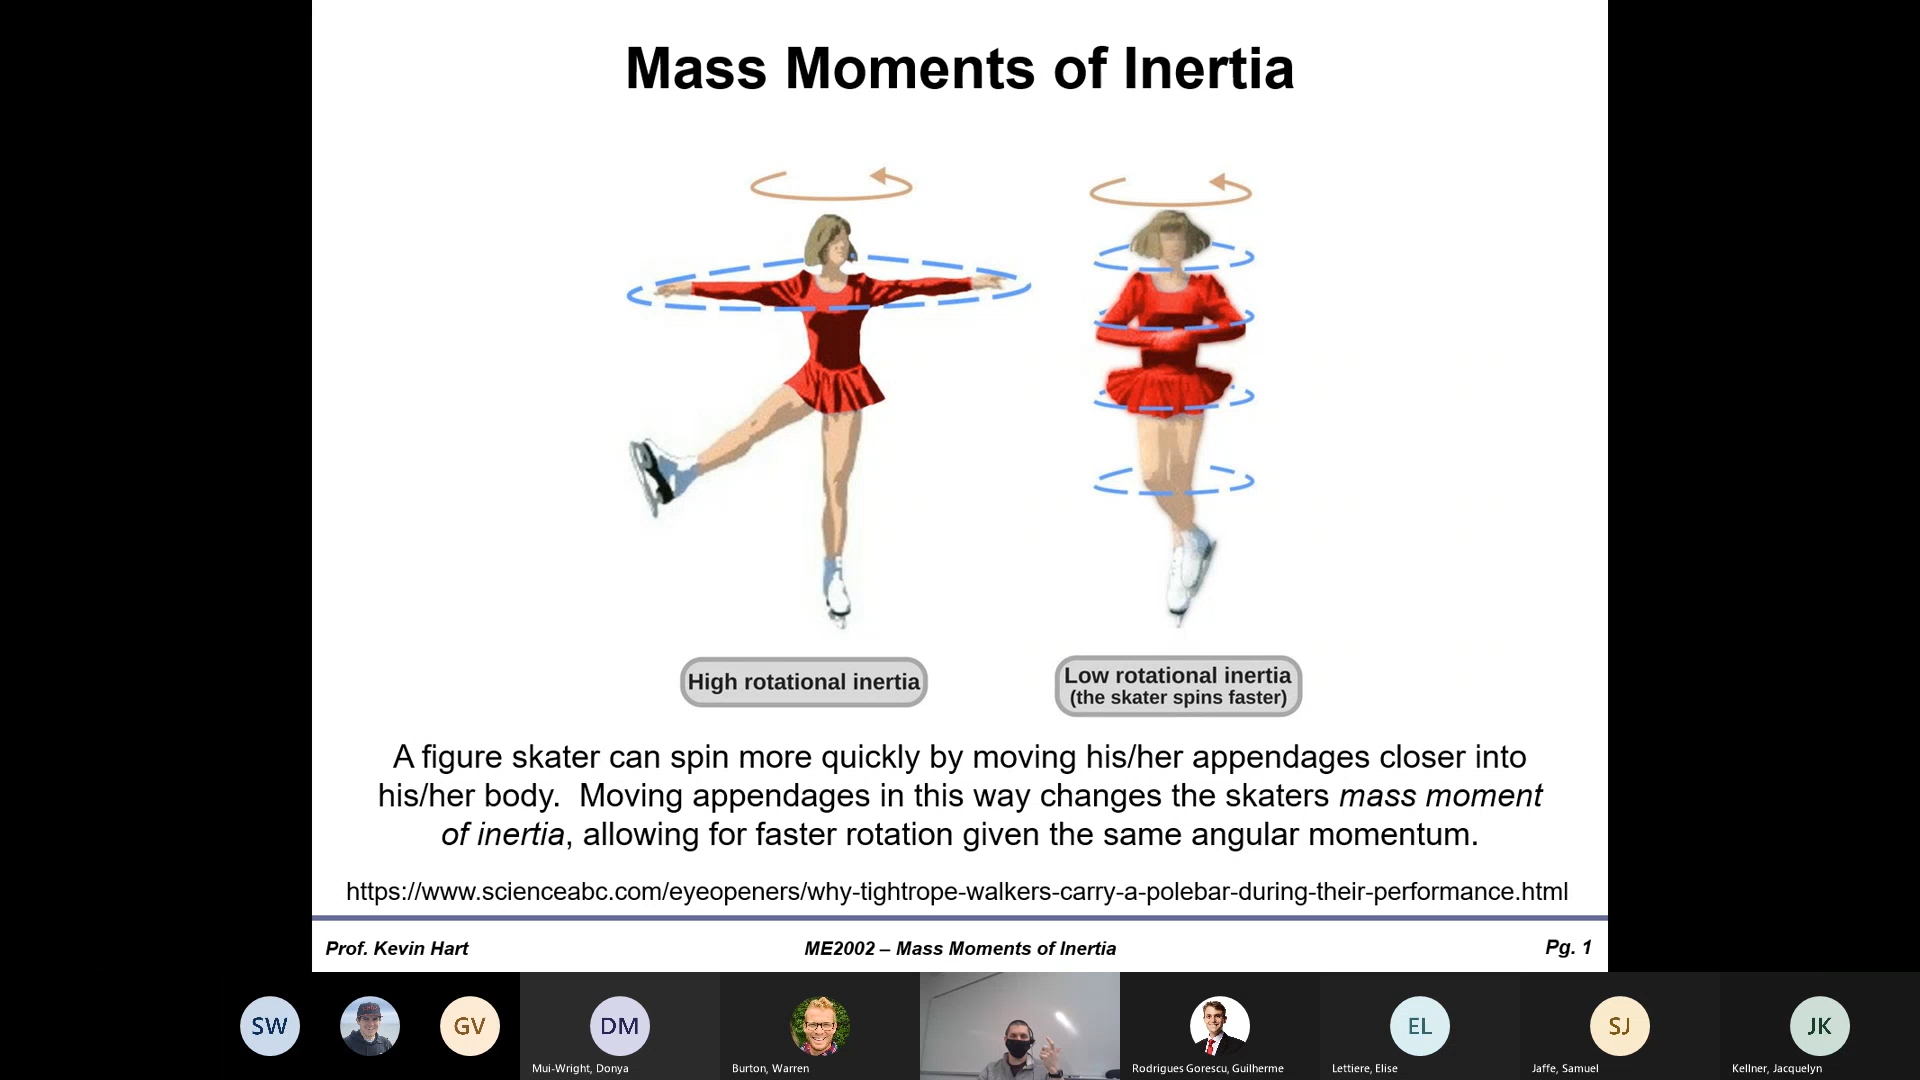 Mass Moments of Inertia
High rotational inertia
Low rotational inertia
(the skater spins faster)
A figure skater can spin more quickly by moving his/her appendages closer into
his/her body.  Moving appendages in this way changes the skaters mass moment
of inertia, allowing for faster rotation given the same angular momentum.
https://www.scienceabc.com/eyeopeners/why-tightrope-walkers-carry-a-polebar-during-their-performance.html
Prof. Kevin Hart
ME2002 – Mass Moments of Inertia
Pg. 1
SW
GV
DM
EL
SJ
JK
Mui-Wright, Donya
Burton, Warren
Rodrigues Gorescu, Guilherme
Lettiere, Elise
Jaffe, Samuel
Kellner, Jacquelyn